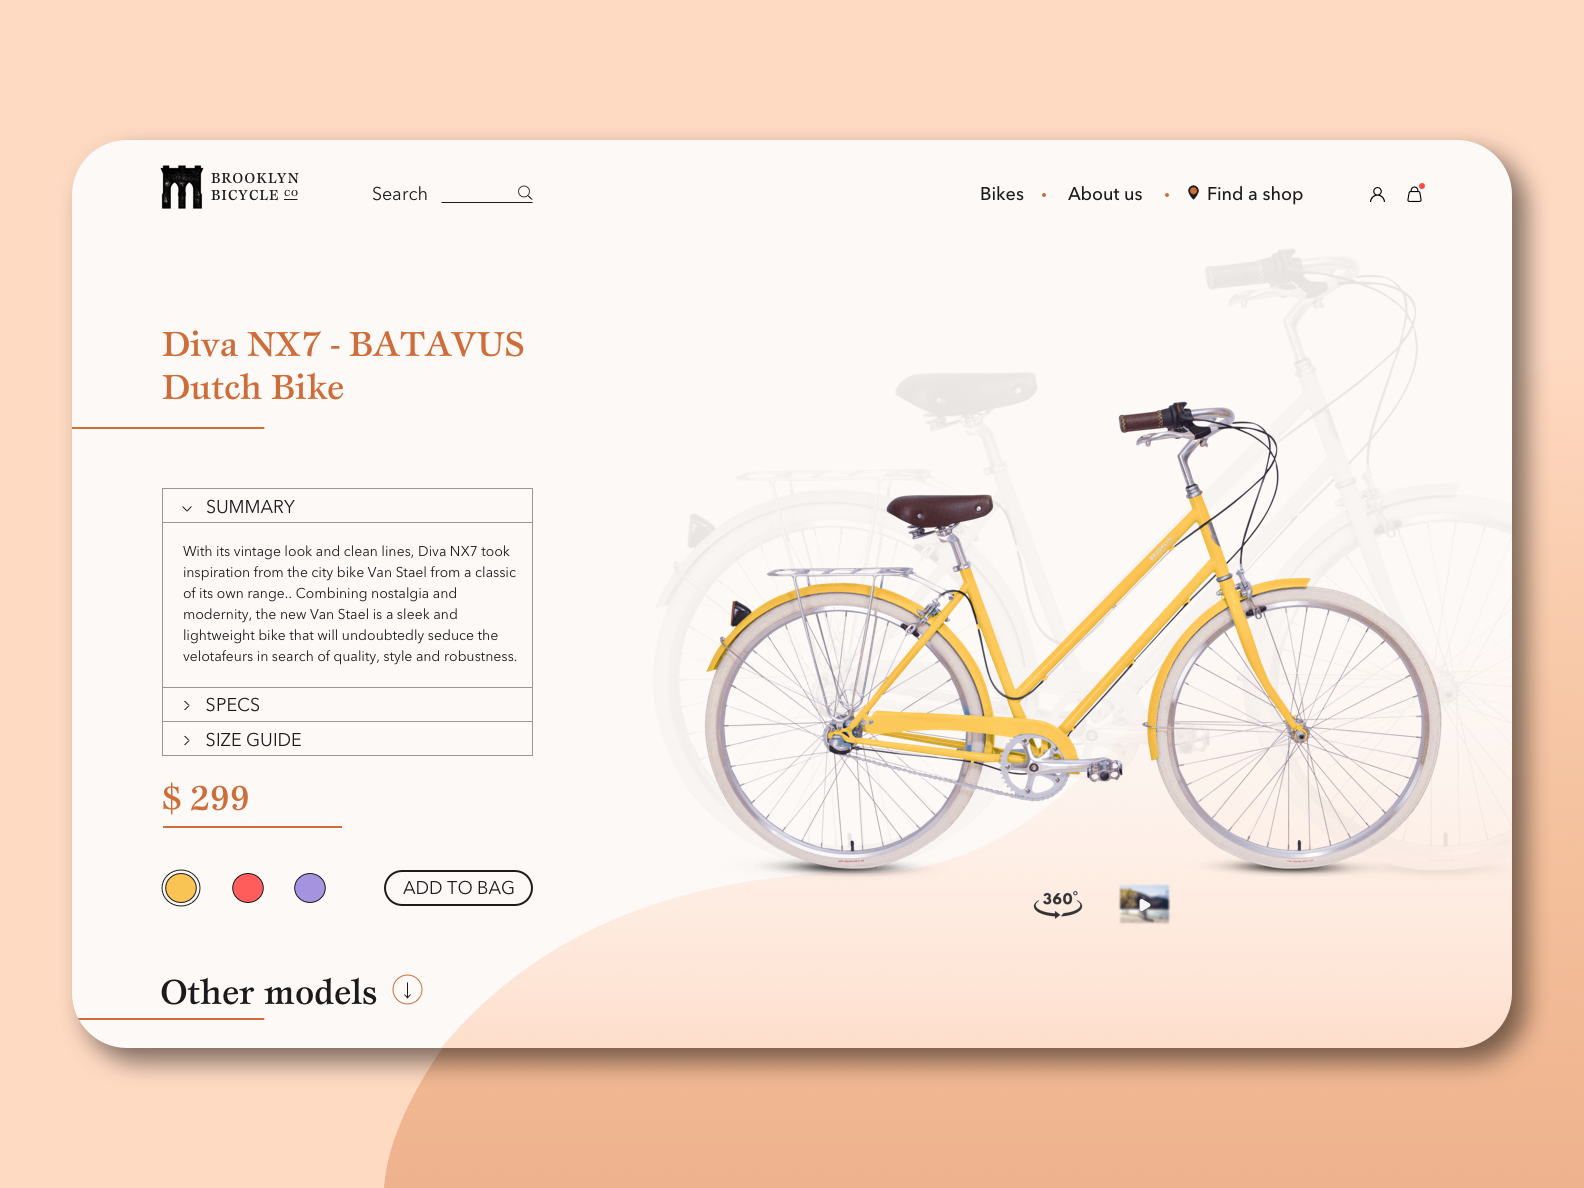 BROOKLYN
BICYCLE CO
Search
Bikes • About us • Find a shop
Diva NX7 - BATAVUS
Dutch Bike
SUMMARY
With its vintage look and clean lines, Diva NX7 took
inspiration from the city bike Van Stael from a classic
of its own range.. Combining nostalgia and
modernity, the new Van Stael is a sleek and
lightweight bike that will undoubtedly seduce the
velotafeurs in search of quality, style and robustness.
SPECS
SIZE GUIDE
$ 299
ADD TO BAG
360°
Other models